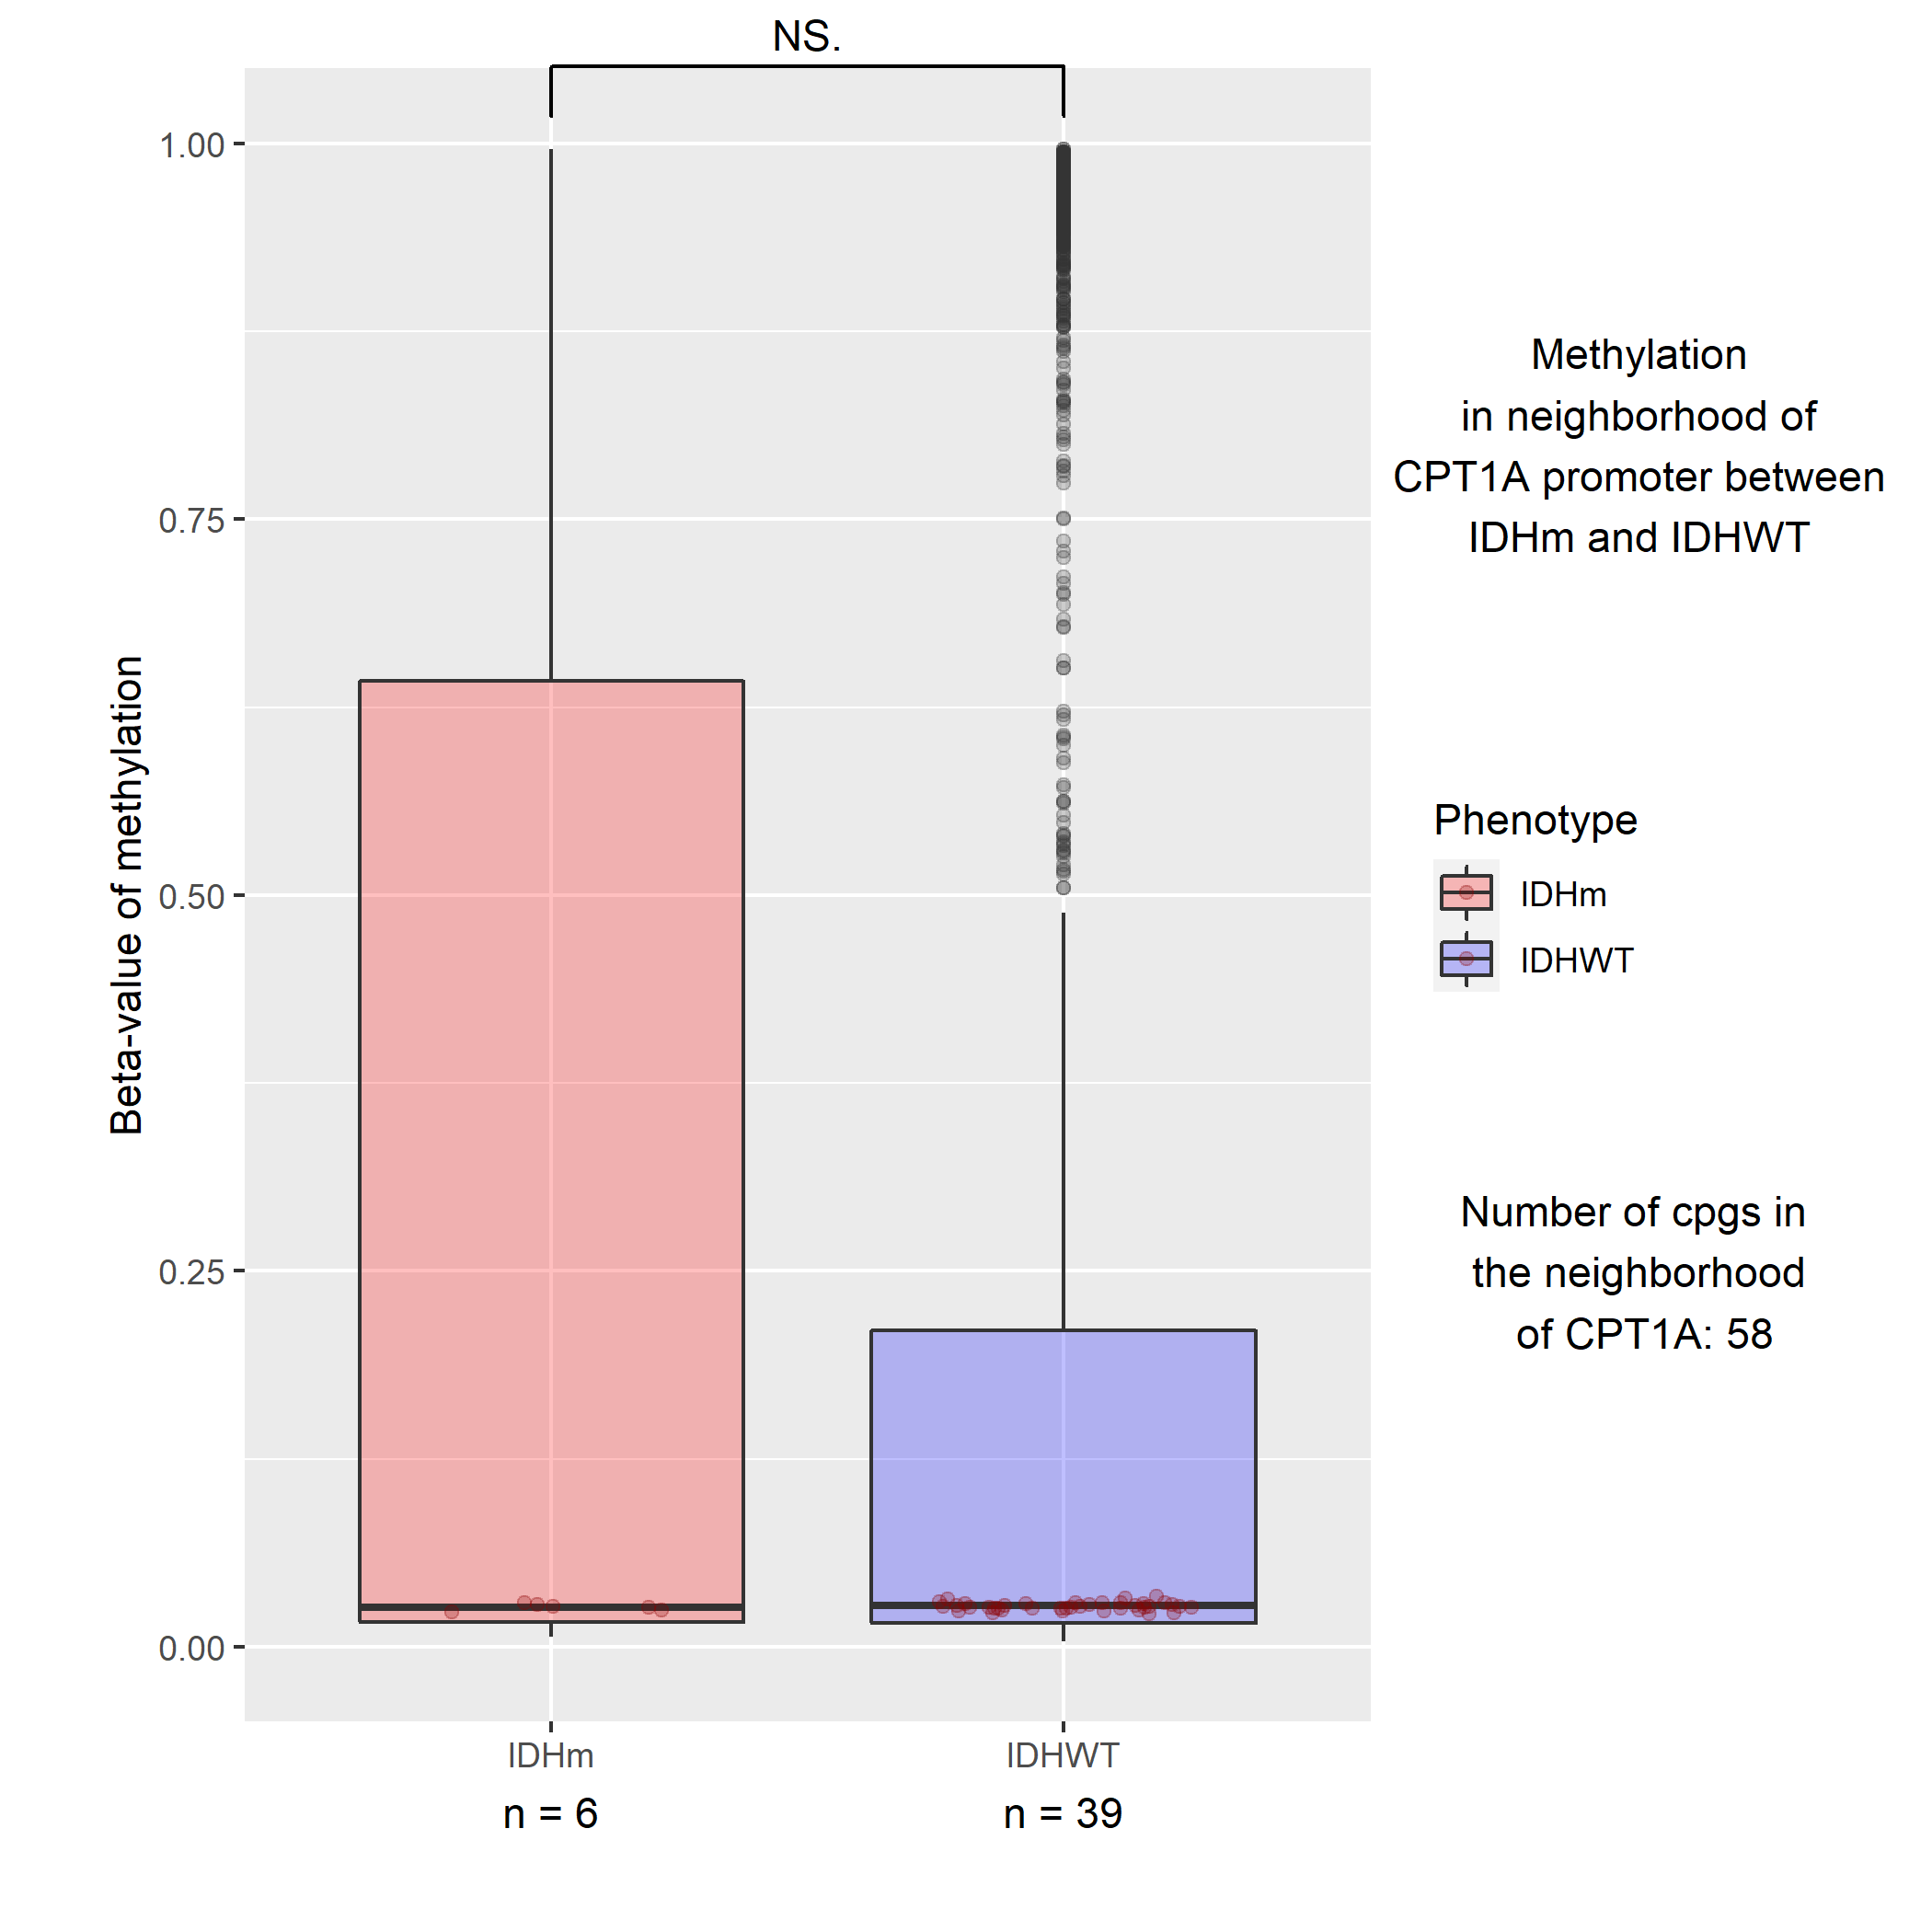 NS.
1.00
0.75
0.50
0.25
0.00
Beta-value of methylation
IDHm
IDHWT
n = 6
n = 39
Methylation
in neighborhood of
CPT1A promoter between
IDHm and IDHWT
Phenotype
IDHm
IDHWT
Number of cpgs in
the neighborhood
of CPT1A: 58